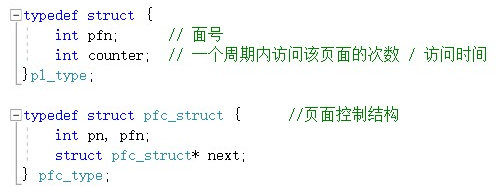 typedef struct {
int pfn; // 面号
int counter; // 一个周期内访问该页面的次数 / 访问时间
}pl_type;
typedef struct pfc_struct { //页面控制结构
int pn, pfn;
struct pfc_struct* next;
} pfc_type;